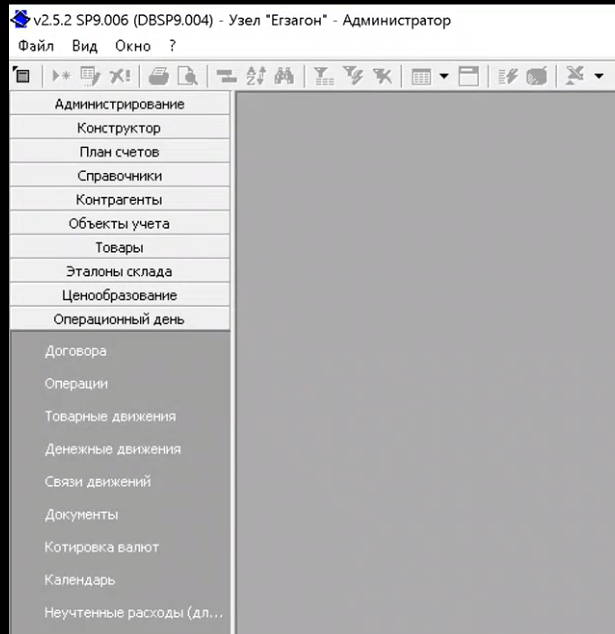 v2.5.2 SP9.006 (DBSP9.004) - Узел "Егзагон" - Администратор
Файл Вид Окно ?
Администрирование
Конструктор
План счетов
Справочники
Контрагенты
Объекты учета
Товары
Эталоны склада
Ценообразование
Операционный день
Договора
Операции
Товарные движения
Денежные движения
Связи движений
Документы
Котировка валют
Календарь
Неучтенные расходы (дл...